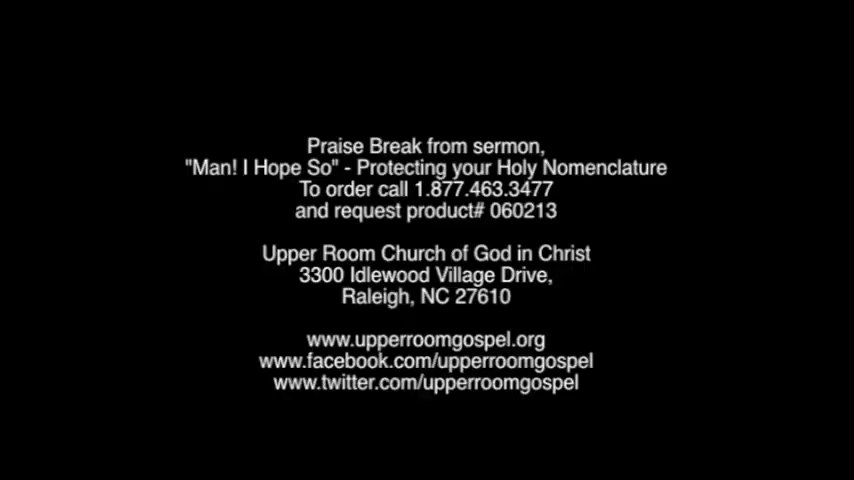 Praise Break from sermon,
"Man! I Hope So" - Protecting your Holy Nomenclature
To order call 1.877.463.3477
and request product# 060213
Upper Room Church of God in Christ
3300 Idlewood Village Drive,
Raleigh, NC 27610
www.upperroomgospel.org
www.facebook.com/upperroomgospel
www.twitter.com/upperroomgospel